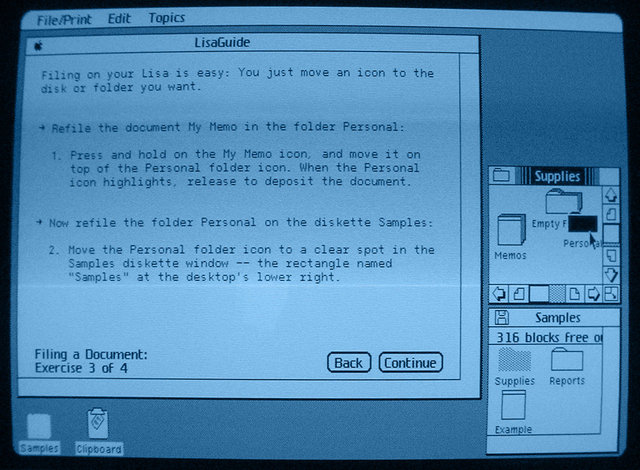 File/Print Edit Topics
LisaGuide
Filing on your Lisa is easy: You just move an icon to the
disk or folder you want.
→ Refile the document My Memo in the folder Personal:
1. Press and hold on the My Memo icon, and move it on
top of the Personal folder icon. When the Personal
icon highlights, release to deposit the document.
→ Now refile the folder Personal on the diskette Samples:
2. Move the Personal folder icon to a clear spot in the
Samples diskette window -- the rectangle named
"Samples" at the desktop's lower right.
Filing a Document:
Exercise 3 of 4
Back Continue
Supplies
Empty F
Personal
Memos
Samples
316 blocks free o
Supplies Reports
Example
Samples Clipboard